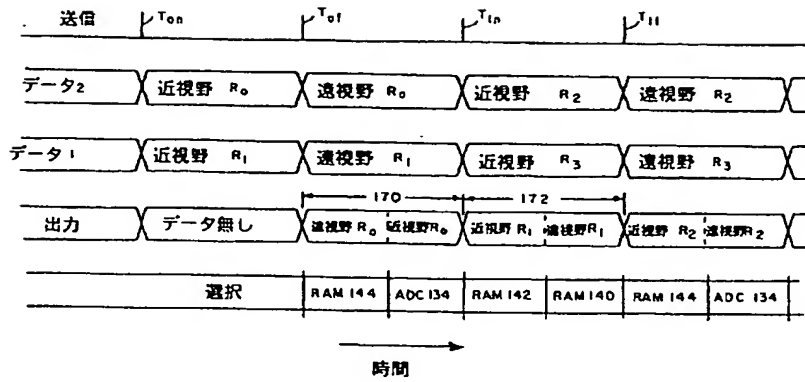 送信 Ton Tof Tin Tif
データ2 近視野 R0 遠視野 R0 近視野 R2 遠視野 R2
データ1 近視野 R1 遠視野 R1 近視野 R3 遠視野 R3
170 172
出力 データ無し 遠視野 R0 近視野R0 近視野 R1 遠視野R1 近視野 R2 遠視野R2
選択 RAM 144 ADC 134 RAM 142 RAM 140 RAM 144 ADC 134
時間